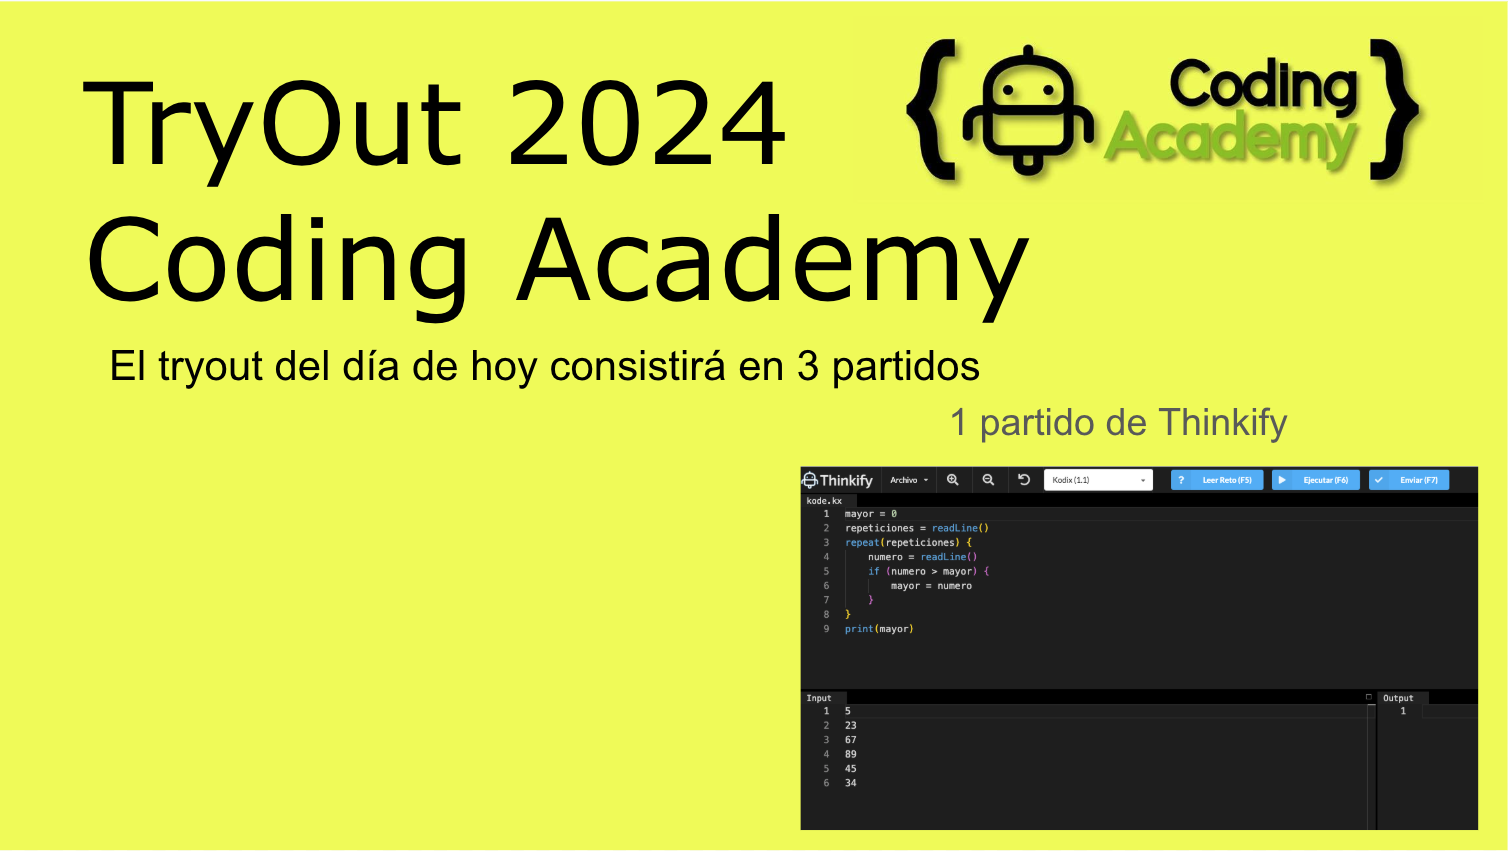 TryOut 2024
Coding Academy
{ Coding
Academy }
El tryout del día de hoy consistirá en 3 partidos
1 partido de Thinkify
Thinkify Archivo Kodix (1.1) ? Leer Reto (F5) Ejecutar (F6) Enviar (F7)
kode.kx
1 mayor = 0
2 repeticiones = readLine()
3 repeat(repeticiones) {
4 numero = readLine()
5 if (numero > mayor) {
6 mayor = numero
7 }
8 }
9 print(mayor)
Input Output
1 5 1
2 23
3 67
4 89
5 45
6 34